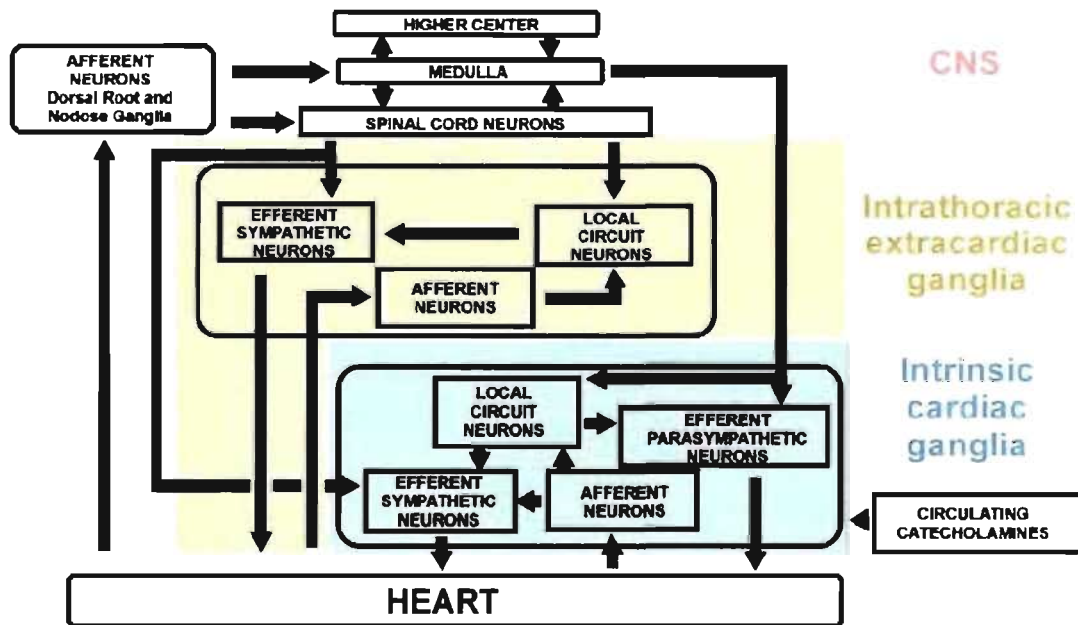 HIGHER CENTER
AFFERENT
NEURONS
Dorsal Root and
Nodose Ganglia
MEDULLA
CNS
SPINAL CORD NEURONS
EFFERENT
SYMPATHETIC
NEURONS
LOCAL
CIRCUIT
NEURONS
AFFERENT
NEURONS
Intrathoracic
extracardiac
ganglia
LOCAL
CIRCUIT
NEURONS
EFFERENT
PARASYMPATHETIC
NEURONS
Intrinsic
cardiac
ganglia
EFFERENT
SYMPATHETIC
NEURONS
AFFERENT
NEURONS
CIRCULATING
CATECHOLAMINES
HEART